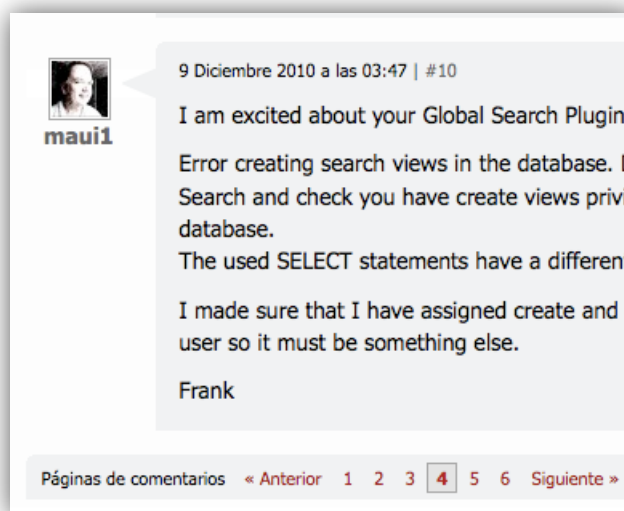 9 Diciembre 2010 a las 03:47 | #10
maui1
I am excited about your Global Search Plugin
Error creating search views in the database.
Search and check you have create views
database.
The used SELECT statements have a
I made sure that I have assigned create and
user so it must be something else.
Frank
Páginas de comentarios « Anterior 1 2 3 4 5 6 Siguiente »